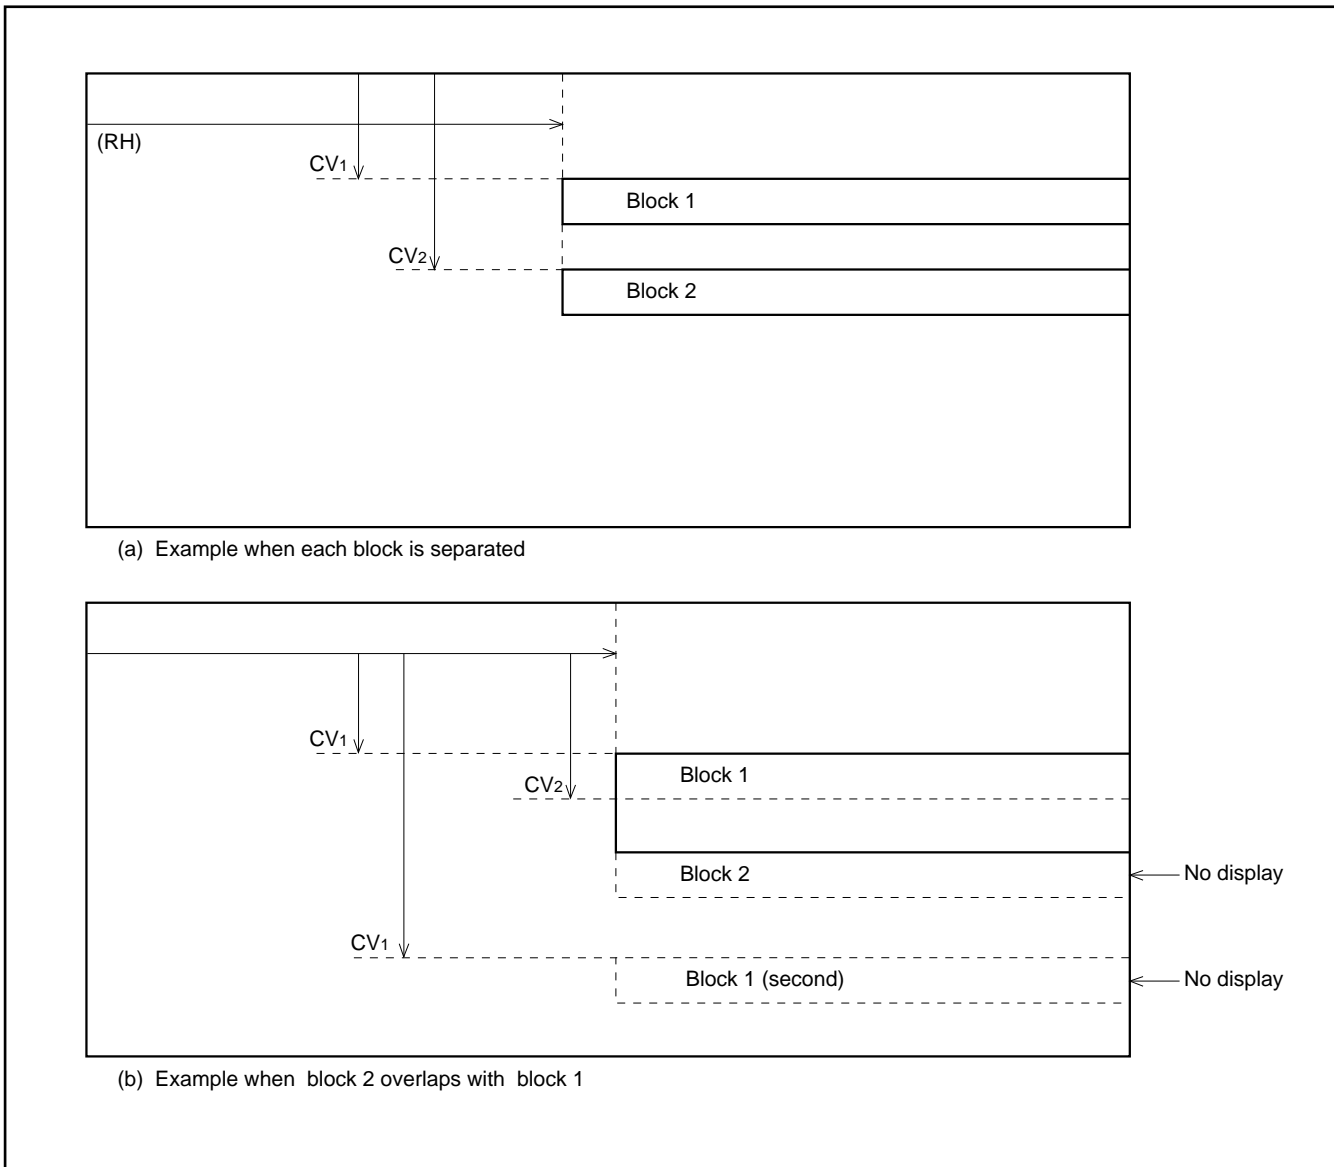 (RH)
CV1
Block 1
CV2
Block 2
(a) Example when each block is separated
CV1
Block 1
CV2
Block 2
No display
CV1
Block 1 (second)
No display
(b) Example when block 2 overlaps with block 1